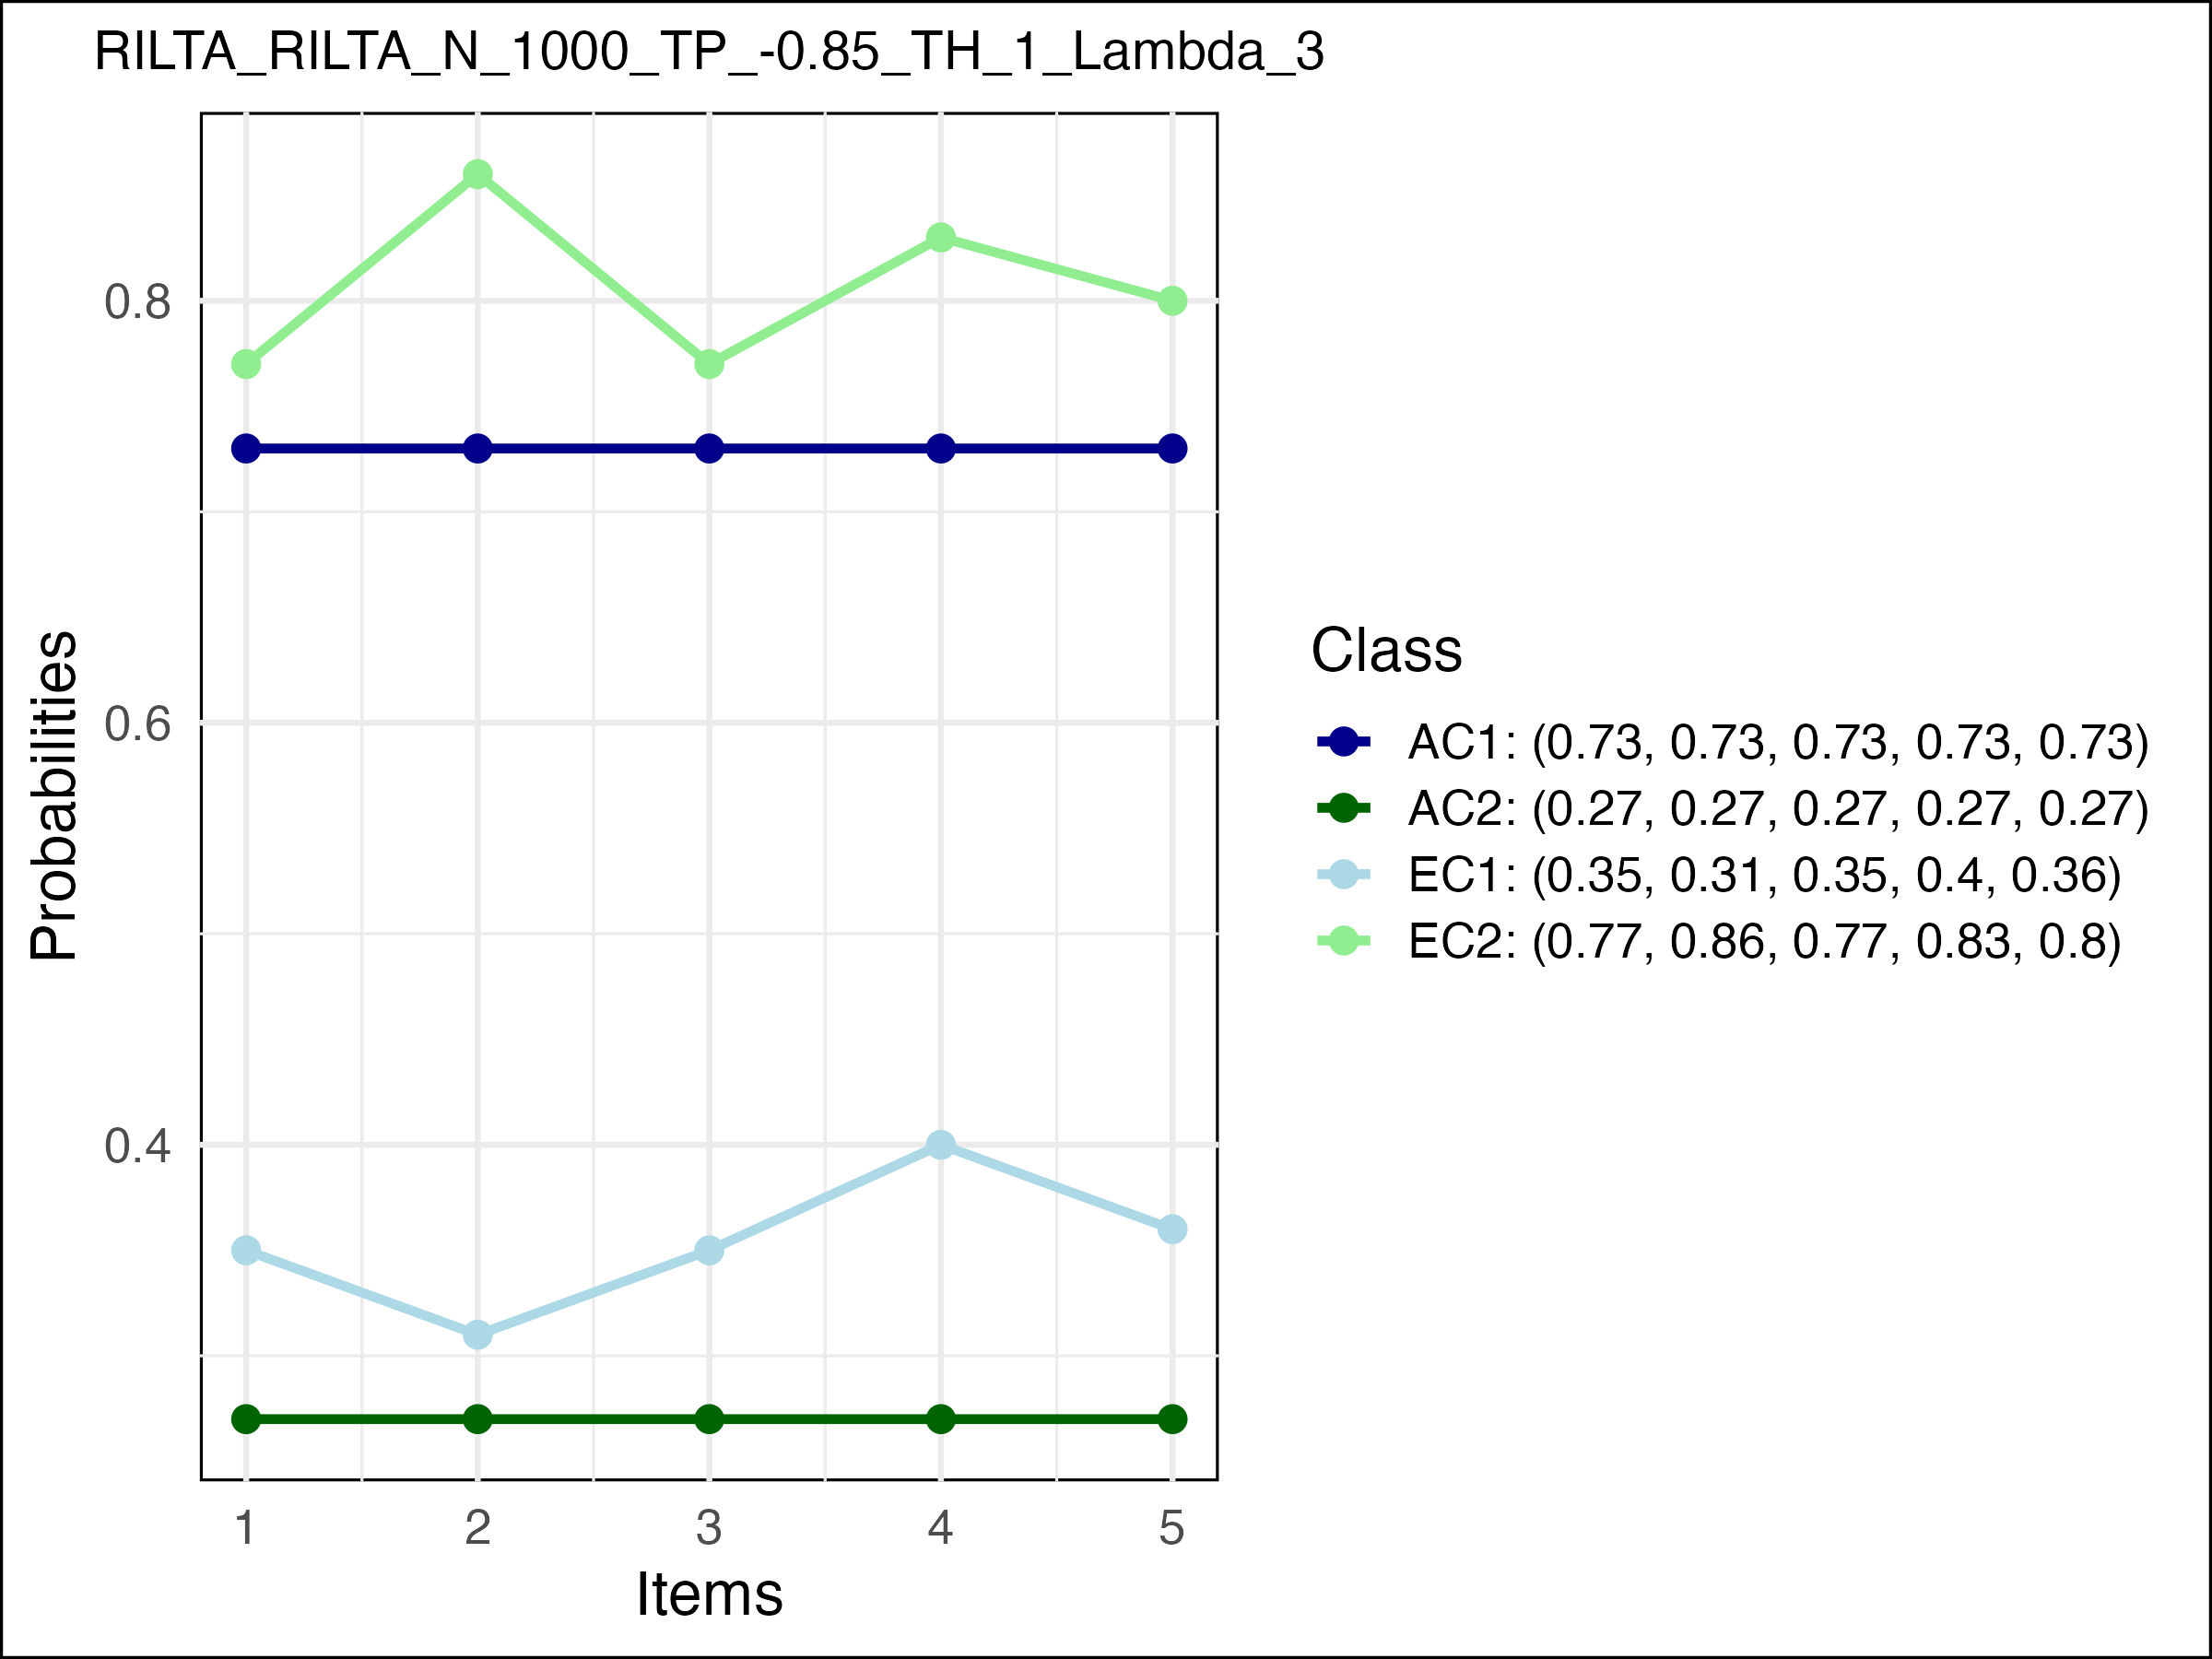 RILTA_RILTA_N_1000_TP_-0.85_TH_1_Lambda_3
0.8
0.6
0.4
Probabilities
1 2 3 4 5
Items
Class
AC1: (0.73, 0.73, 0.73, 0.73, 0.73)
AC2: (0.27, 0.27, 0.27, 0.27, 0.27)
EC1: (0.35, 0.31, 0.35, 0.4, 0.36)
EC2: (0.77, 0.86, 0.77, 0.83, 0.8)